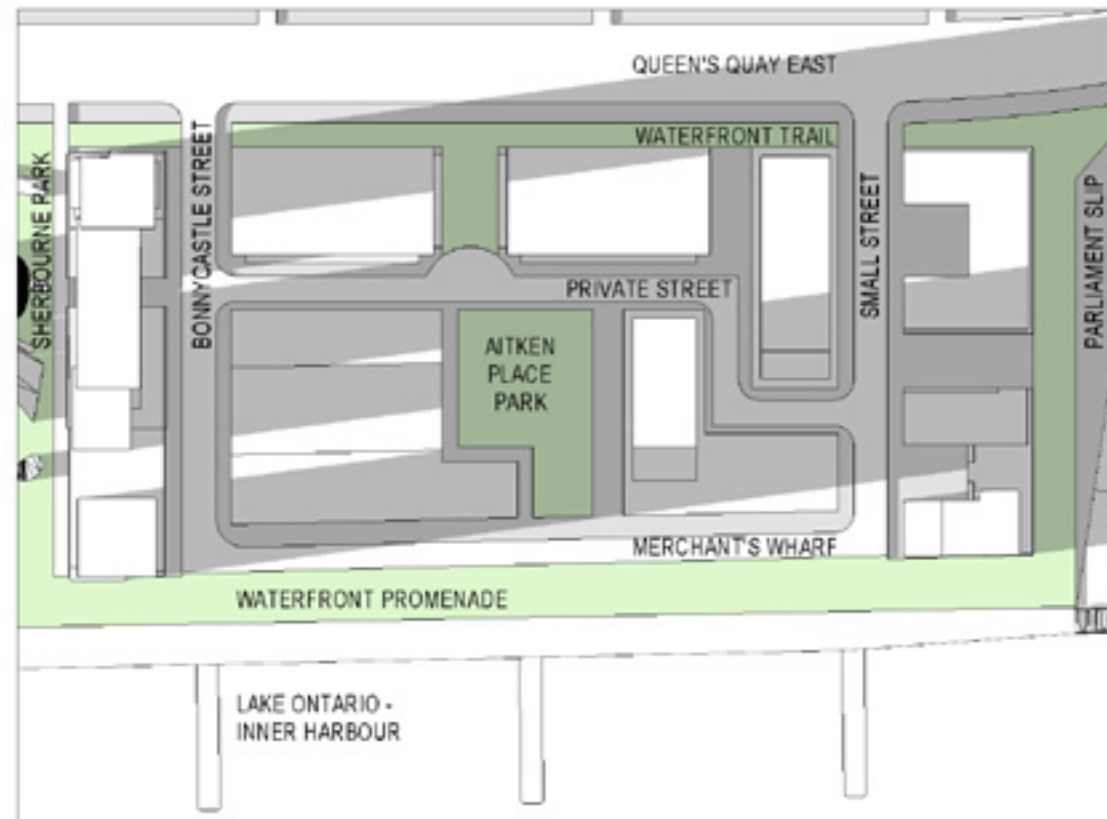 QUEEN'S QUAY EAST
WATERFRONT TRAIL
SHERBOURNE PARK
BONNYCASTLE STREET
SMALL STREET
PARLIAMENT SLIP
PRIVATE STREET
AITKEN
PLACE
PARK
MERCHANT'S WHARF
WATERFRONT PROMENADE
LAKE ONTARIO -
INNER HARBOUR